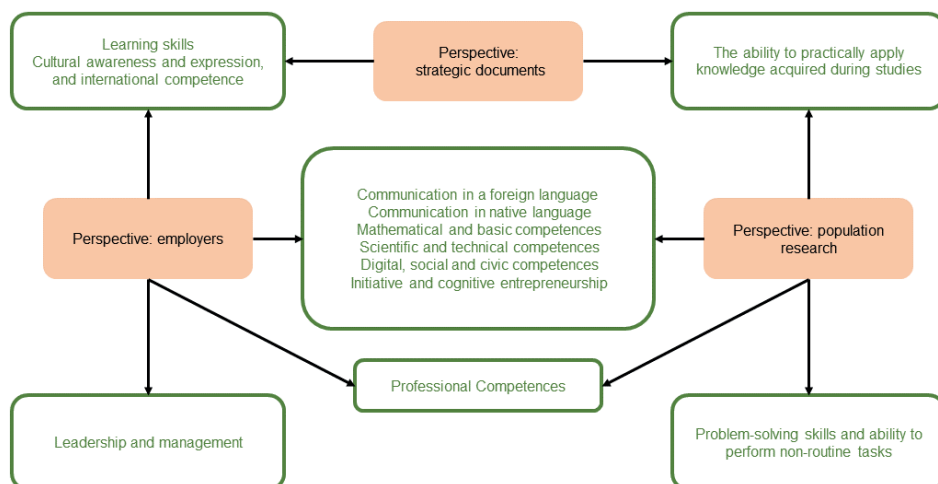 Learning skills
Cultural awareness and expression,
and international competence
Perspective:
strategic documents
The ability to practically apply
knowledge acquired during studies
Perspective: employers
Communication in a foreign language
Communication in native language
Mathematical and basic competences
Scientific and technical competences
Digital, social and civic competences
Initiative and cognitive entrepreneurship
Perspective: population
research
Professional Competences
Leadership and management
Problem-solving skills and ability to
perform non-routine tasks